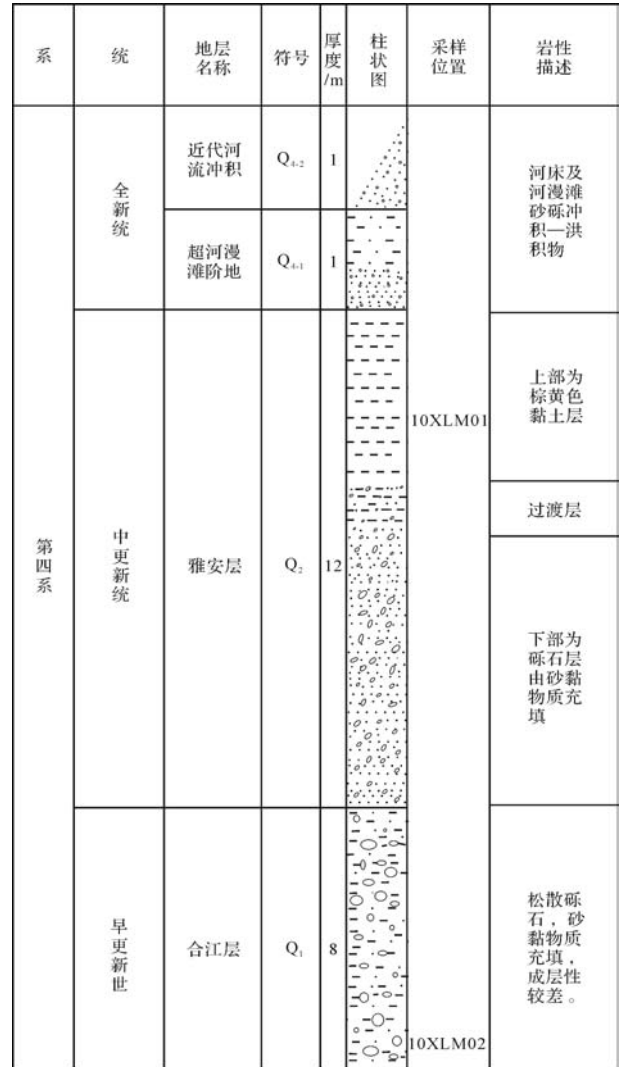 系
统
地层
名称
符号
厚
度
/m
柱
状
图
采样
位置
岩性
描述
第
四
系
全
新
统
近代河
流冲积
Q₄₋₂
1
河床及
河漫滩
砂砾冲
积—洪
积物
超河漫
滩阶地
Q₄₋₁
1
中
更
新
统
雅安层
Q₂
12
10XLM01
上部为
棕黄色
黏土层
过渡层
下部为
砾石层
由砂黏
物质充
填
早
更
新
世
合江层
Q₁
8
10XLM02
松散砾
石，砂
黏物质
充填，
成层性
较差。